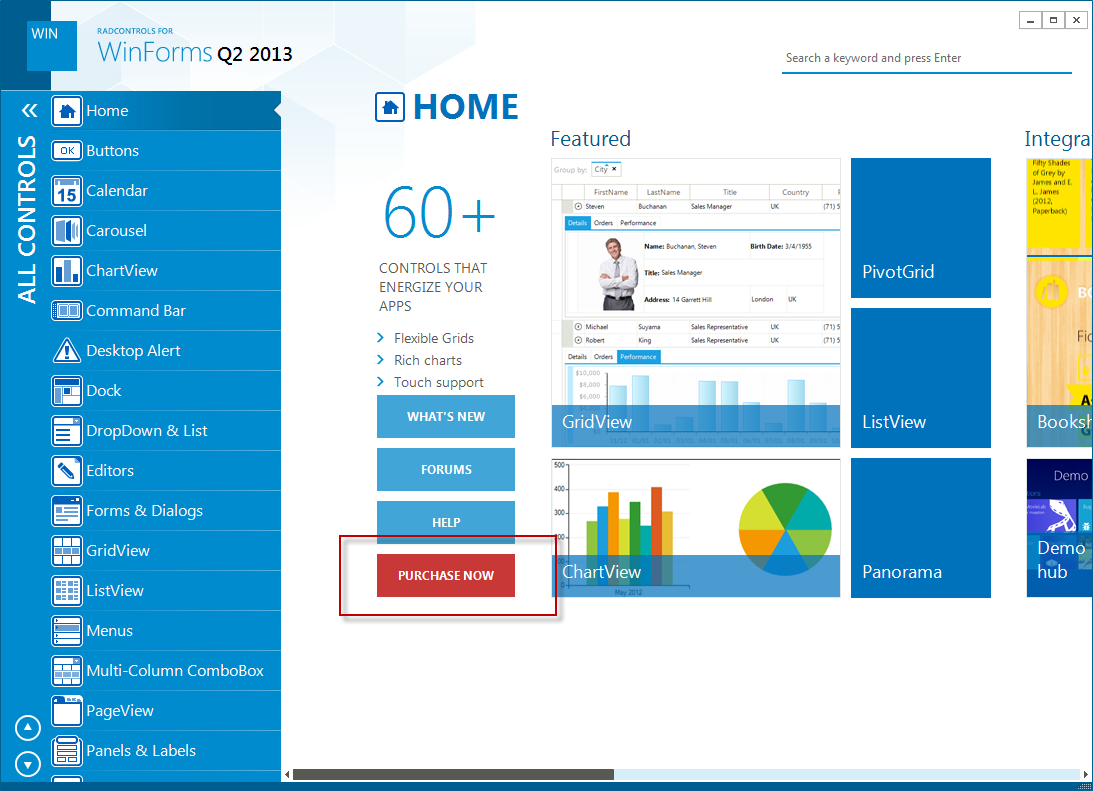 WIN
RADCONTROLS FOR
WinForms Q2 2013
Search a keyword and press Enter
ALL CONTROLS
Home
OK Buttons
15 Calendar
Carousel
ChartView
Command Bar
Desktop Alert
Dock
DropDown & List
Editors
Forms & Dialogs
GridView
ListView
Menus
Multi-Column ComboBox
PageView
Panels & Labels
HOME
60+
CONTROLS THAT
ENERGIZE YOUR
APPS
Flexible Grids
Rich charts
Touch support
WHAT'S NEW
FORUMS
HELP
PURCHASE NOW
Featured
Group by: City
FirstName LastName Title Country
Steven Buchanan Sales Manager UK (71) 5
Details Orders Performance
Name: Buchanan, Steven Birth Date: 3/4/1955
Title: Sales Manager
Address: 14 Garrett Hill London UK
Michael Suyama Sales Representative UK (71) 5
Robert King Sales Representative UK (71) 5
Details Orders Performance
$10,000
$8,000
$6,000
GridView
500
400
300
200
100
0
ChartView
May 2012
PivotGrid
ListView
Panorama
Integra
Fifty Shades
of Grey by
James and E.
L. James
(2012,
Paperback)
Booksh
Demo
Demo
hub